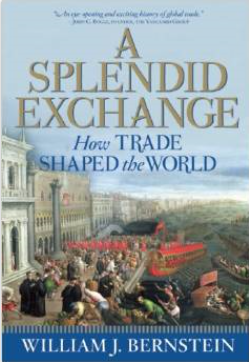 "An eye-opening and exciting history of global trade."
JOHN C. BOGLE, FOUNDER, THE VANGUARD GROUP
A
SPLENDID
EXCHANGE
How TRADE
SHAPED the WORLD
WILLIAM J. BERNSTEIN